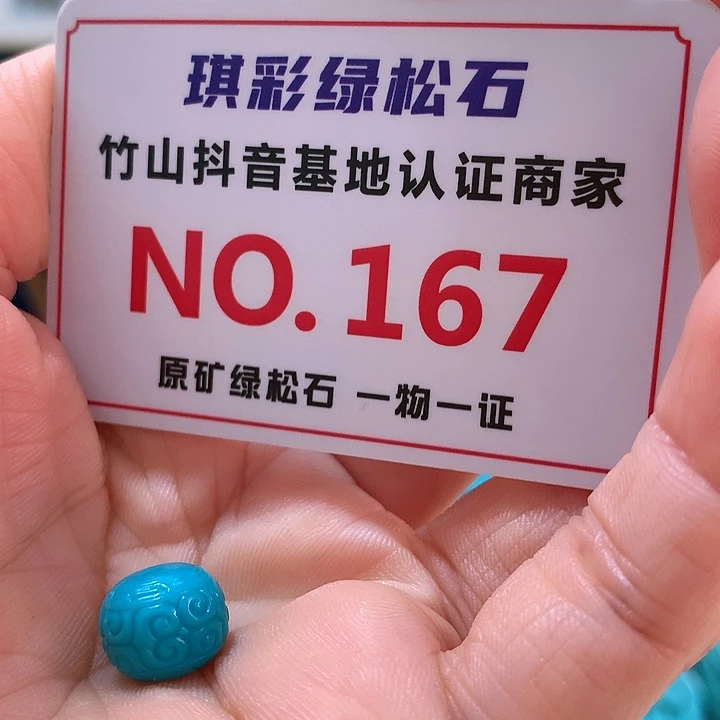 琪彩绿松石
竹山抖音基地认证商家
NO.167
原矿绿松石 一物一证